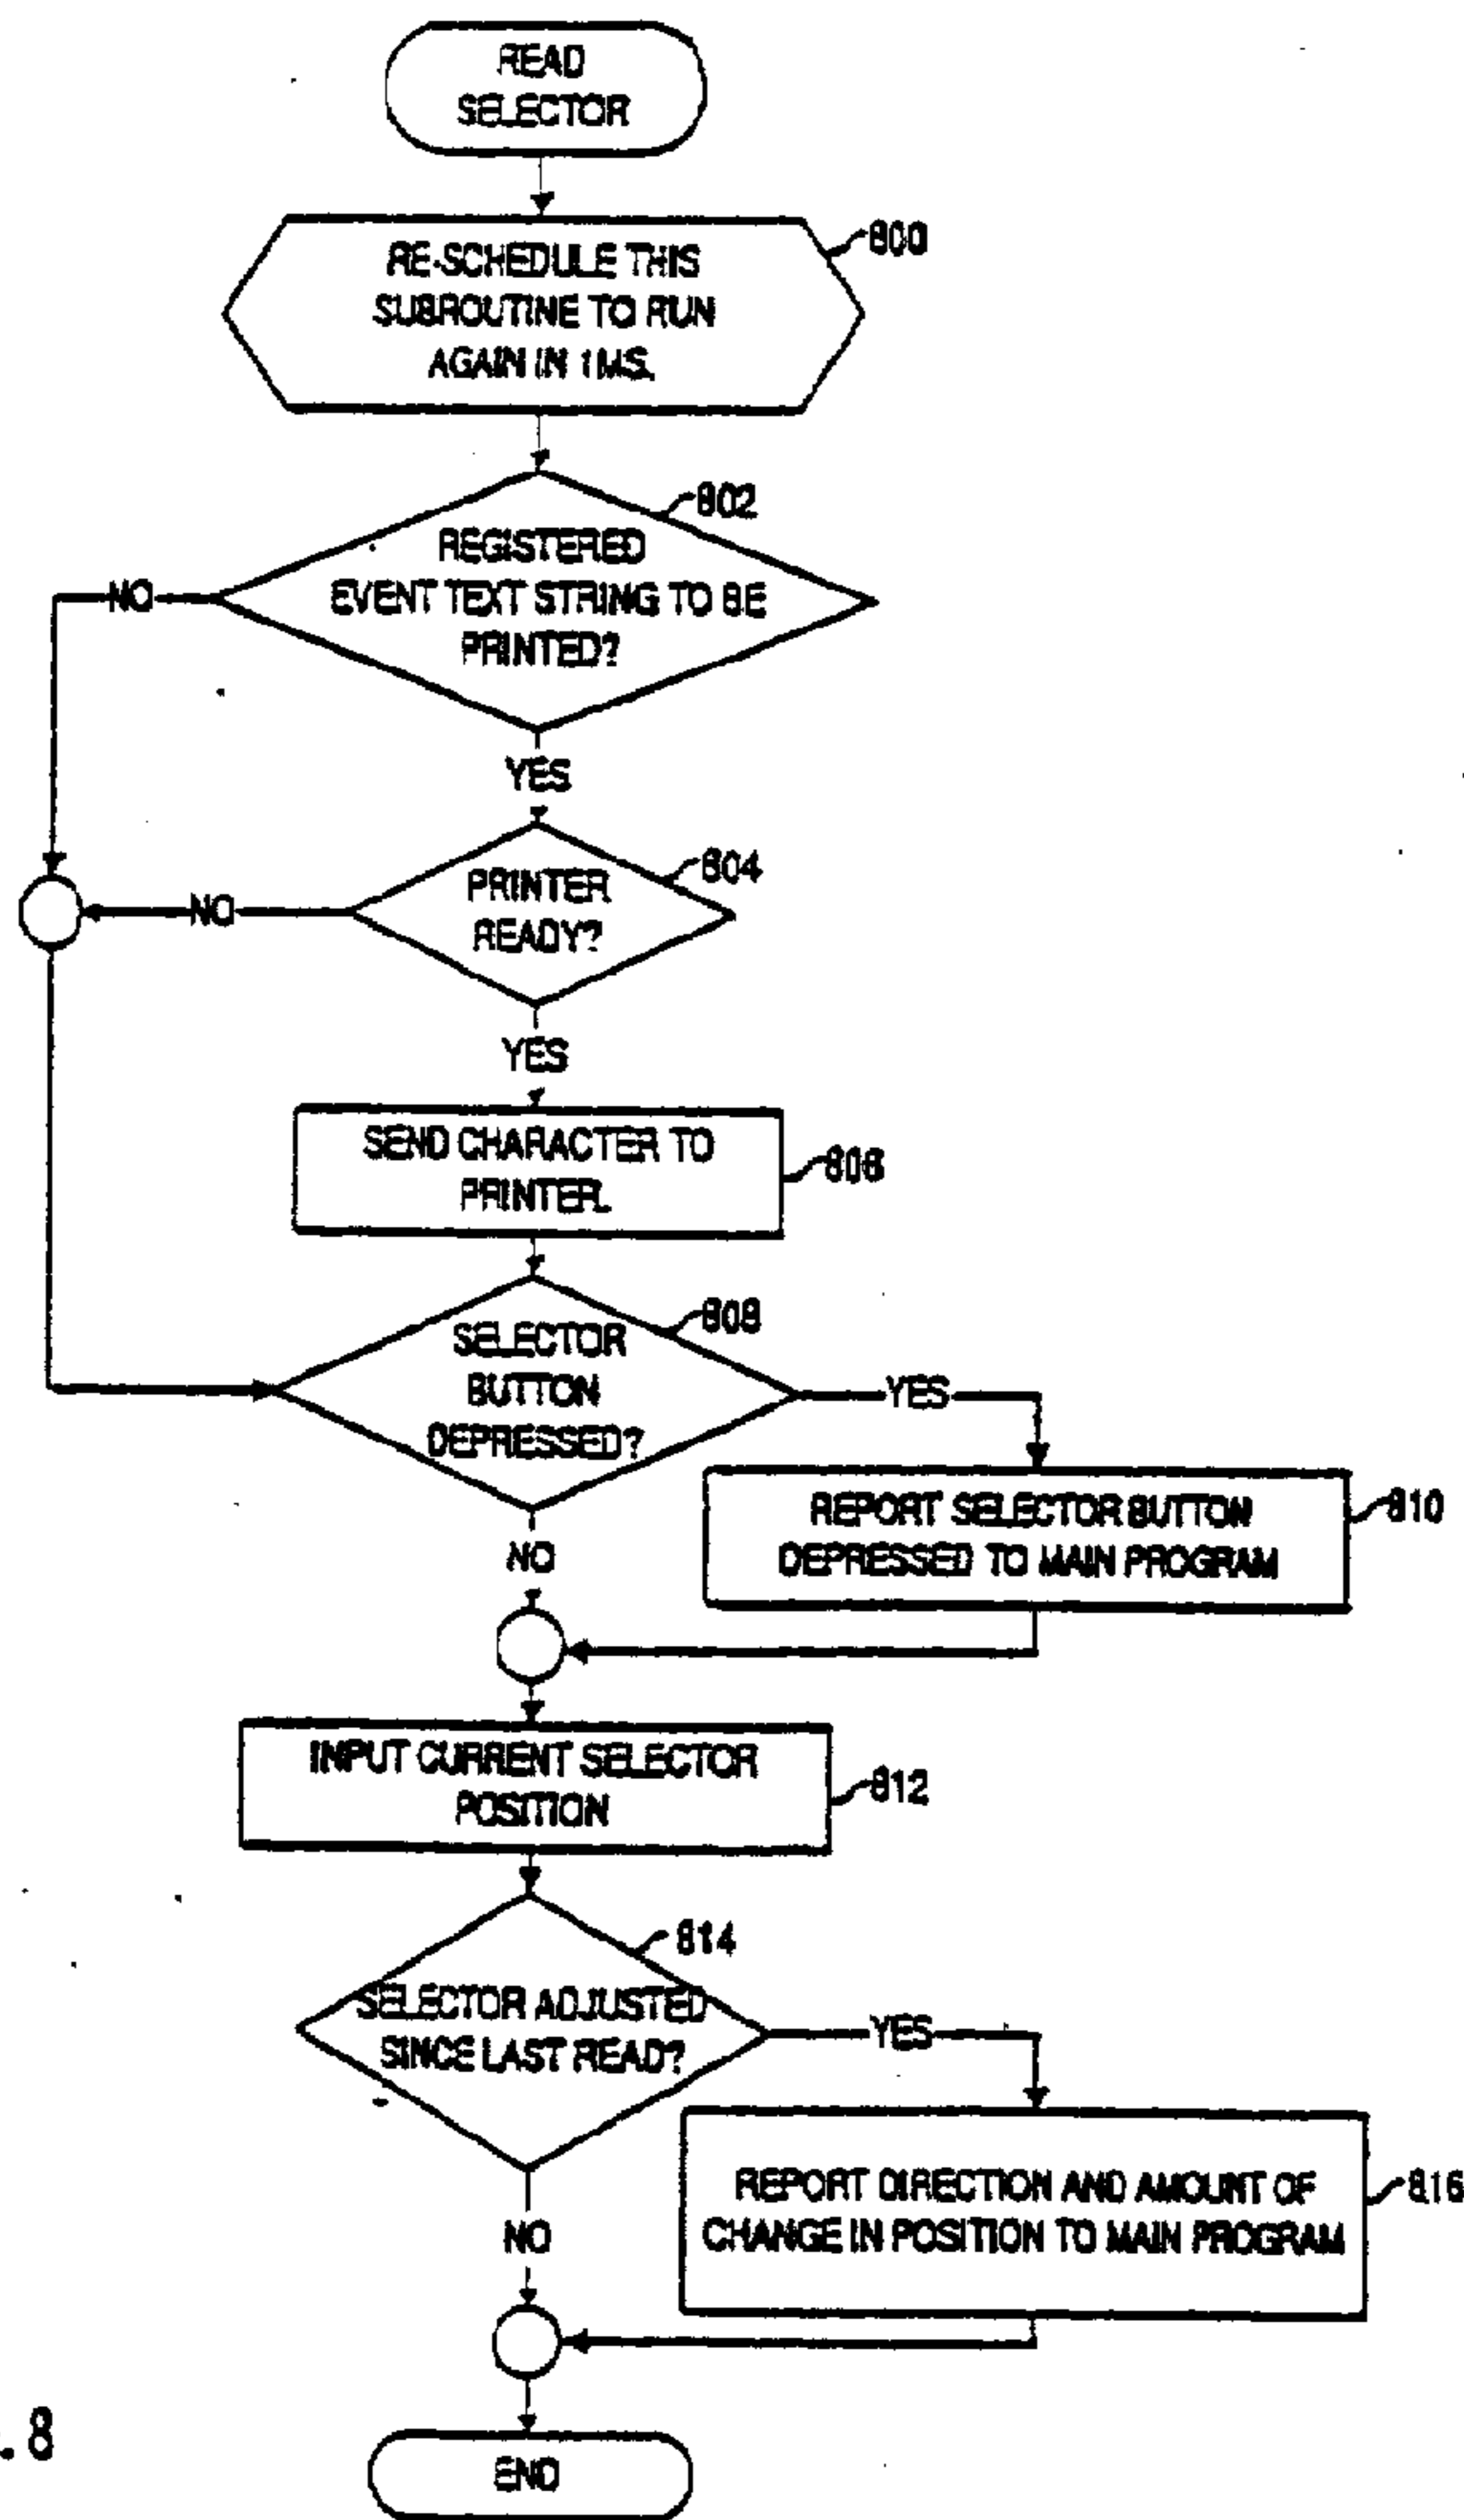 READ
SELECTOR
800
RE-SCHEDULE THIS
SUBROUTINE TO RUN
AGAIN IN 1MS.
802
REGISTERED
EVENT TEXT STRING TO BE
PRINTED?
NO
YES
804
PRINTER
READY?
NO
YES
SEND CHARACTER TO
PRINTER.
806
808
SELECTOR
BUTTON
DEPRESSED?
YES
NO
REPORT SELECTOR BUTTON
DEPRESSED TO MAIN PROGRAM
810
INPUT CURRENT SELECTOR
POSITION
812
814
SELECTOR ADJUSTED
SINCE LAST READ?
YES
NO
REPORT DIRECTION AND AMOUNT OF
CHANGE IN POSITION TO MAIN PROGRAM
816
.8
END